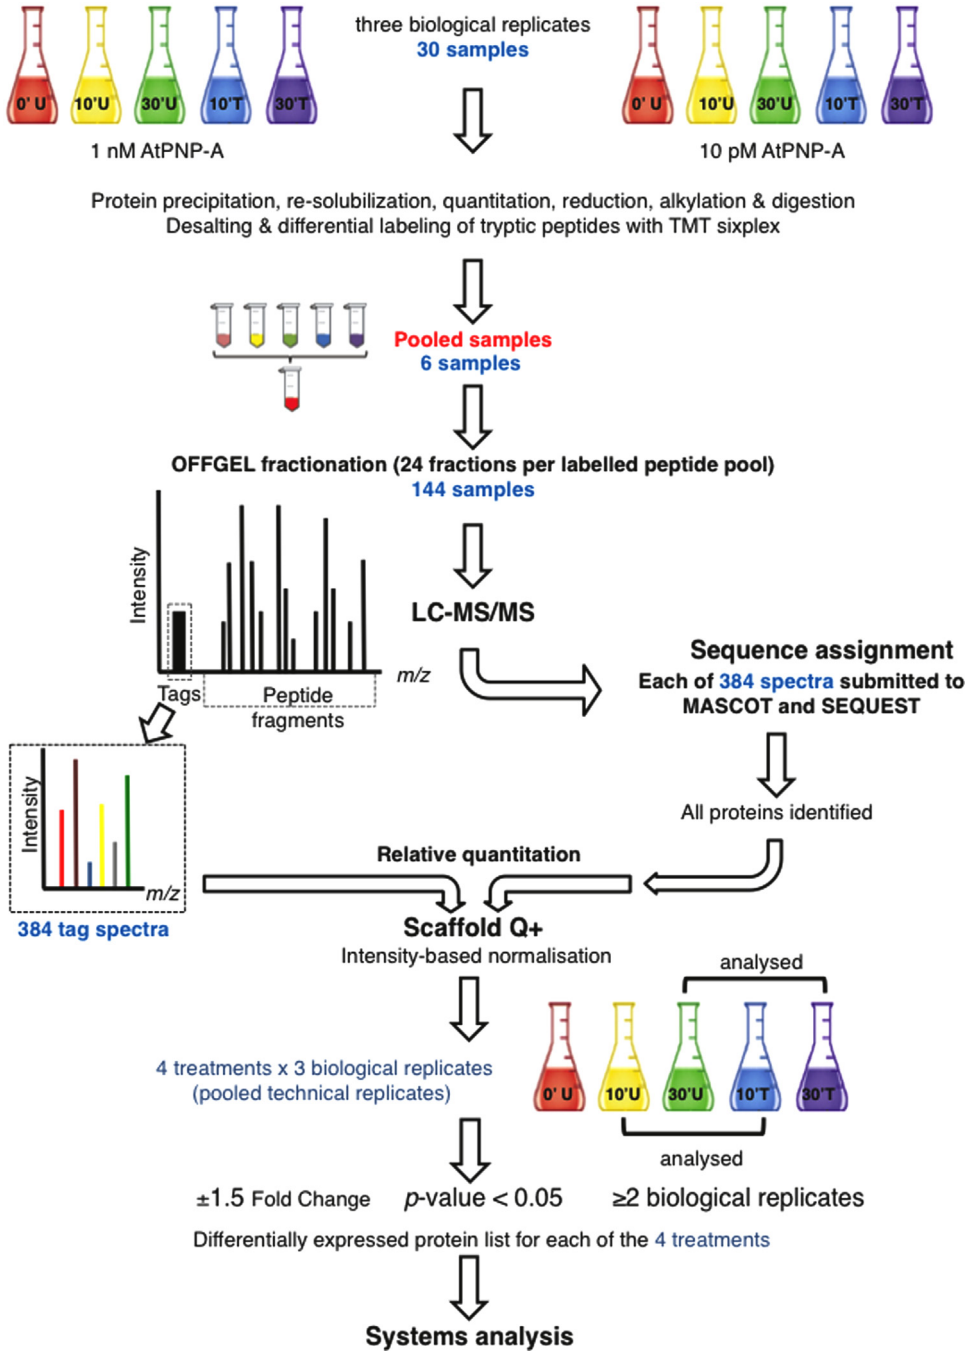 three biological replicates
30 samples
0' U 10'U 30'U 10'T 30'T
0' U 10'U 30'U 10'T 30'T
1 nM AtPNP-A
10 pM AtPNP-A
Protein precipitation, re-solubilization, quantitation, reduction, alkylation & digestion
Desalting & differential labeling of tryptic peptides with TMT sixplex
Pooled samples
6 samples
OFFGEL fractionation (24 fractions per labelled peptide pool)
144 samples
Intensity
LC-MS/MS
m/z
Tags
Peptide
fragments
Sequence assignment
Each of 384 spectra submitted to
MASCOT and SEQUEST
All proteins identified
Intensity
m/z
384 tag spectra
Relative quantitation
Scaffold Q+
Intensity-based normalisation
analysed
4 treatments x 3 biological replicates
(pooled technical replicates)
0' U 10'U 30'U 10'T 30'T
analysed
±1.5 Fold Change p-value < 0.05 ≥2 biological replicates
Differentially expressed protein list for each of the 4 treatments
Systems analysis